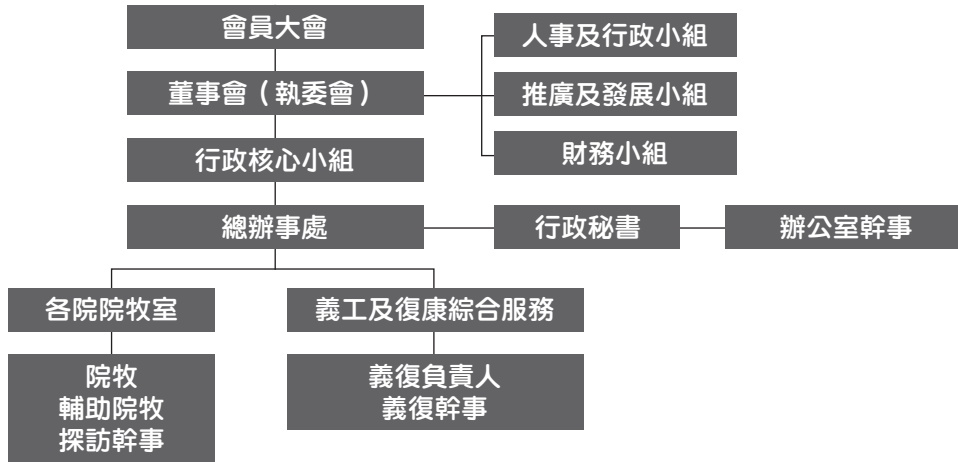 會員大會
人事及行政小組
董事會（執委會）
推廣及發展小組
行政核心小組
財務小組
總辦事處
行政秘書
辦公室幹事
各院院牧室
義工及復康綜合服務
院牧
輔助院牧
探訪幹事
義復負責人
義復幹事